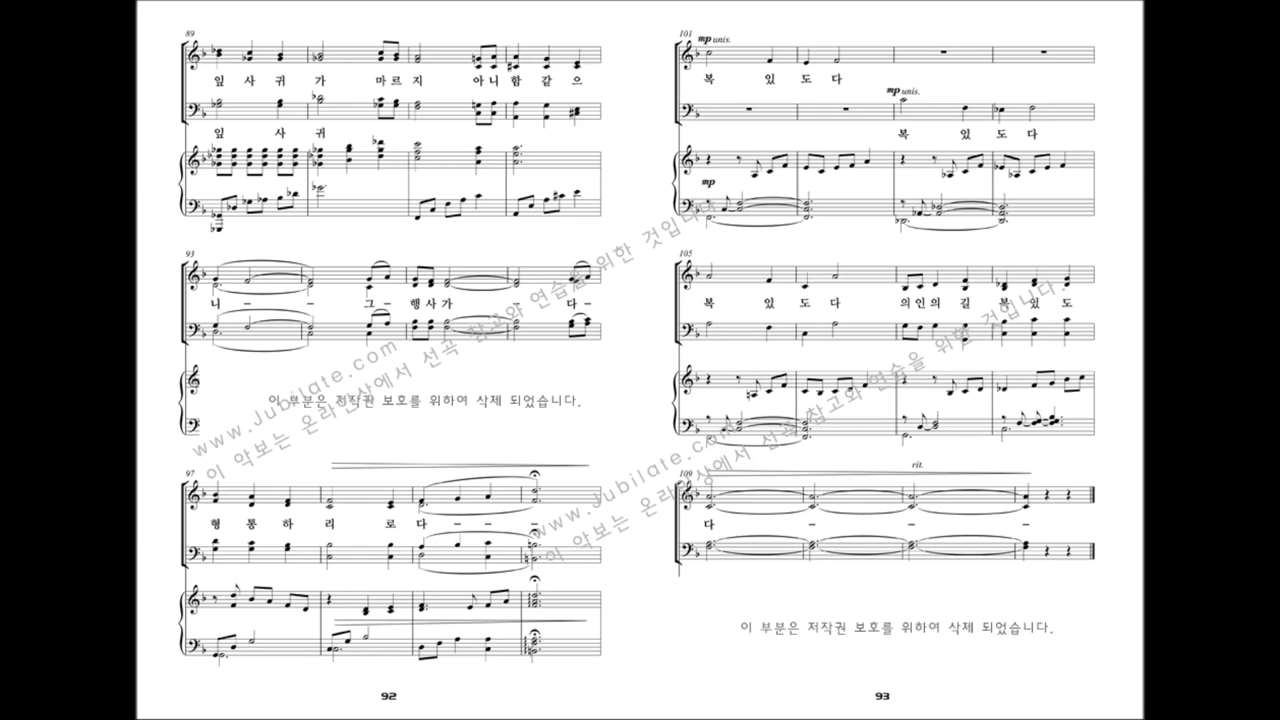 89
잎 사 귀 가 마 르 지 아 니 함 같 으
잎 사 귀
93
니 - - 그 - 행 사 가 - 다 -
이 부분은 저작권 보호를 위하여 삭제 되었습니다.
97
형 통 하 리 로 다 - - -
92
101
mp unis.
복 있 도 다
mp unis.
복 있 도 다
mp
105
복 있 도 다 의 인 의 길 복 있 도
109
rit.
다 - - -
이 부분은 저작권 보호를 위하여 삭제 되었습니다.
93
www.Jubilate.com
이 악보는 온라인상에서 선곡 참고와 연습을 위한 것입니다.
www.Jubilate.com
이 악보는 온라인상에서 선곡 참고와 연습을 위한 것입니다.